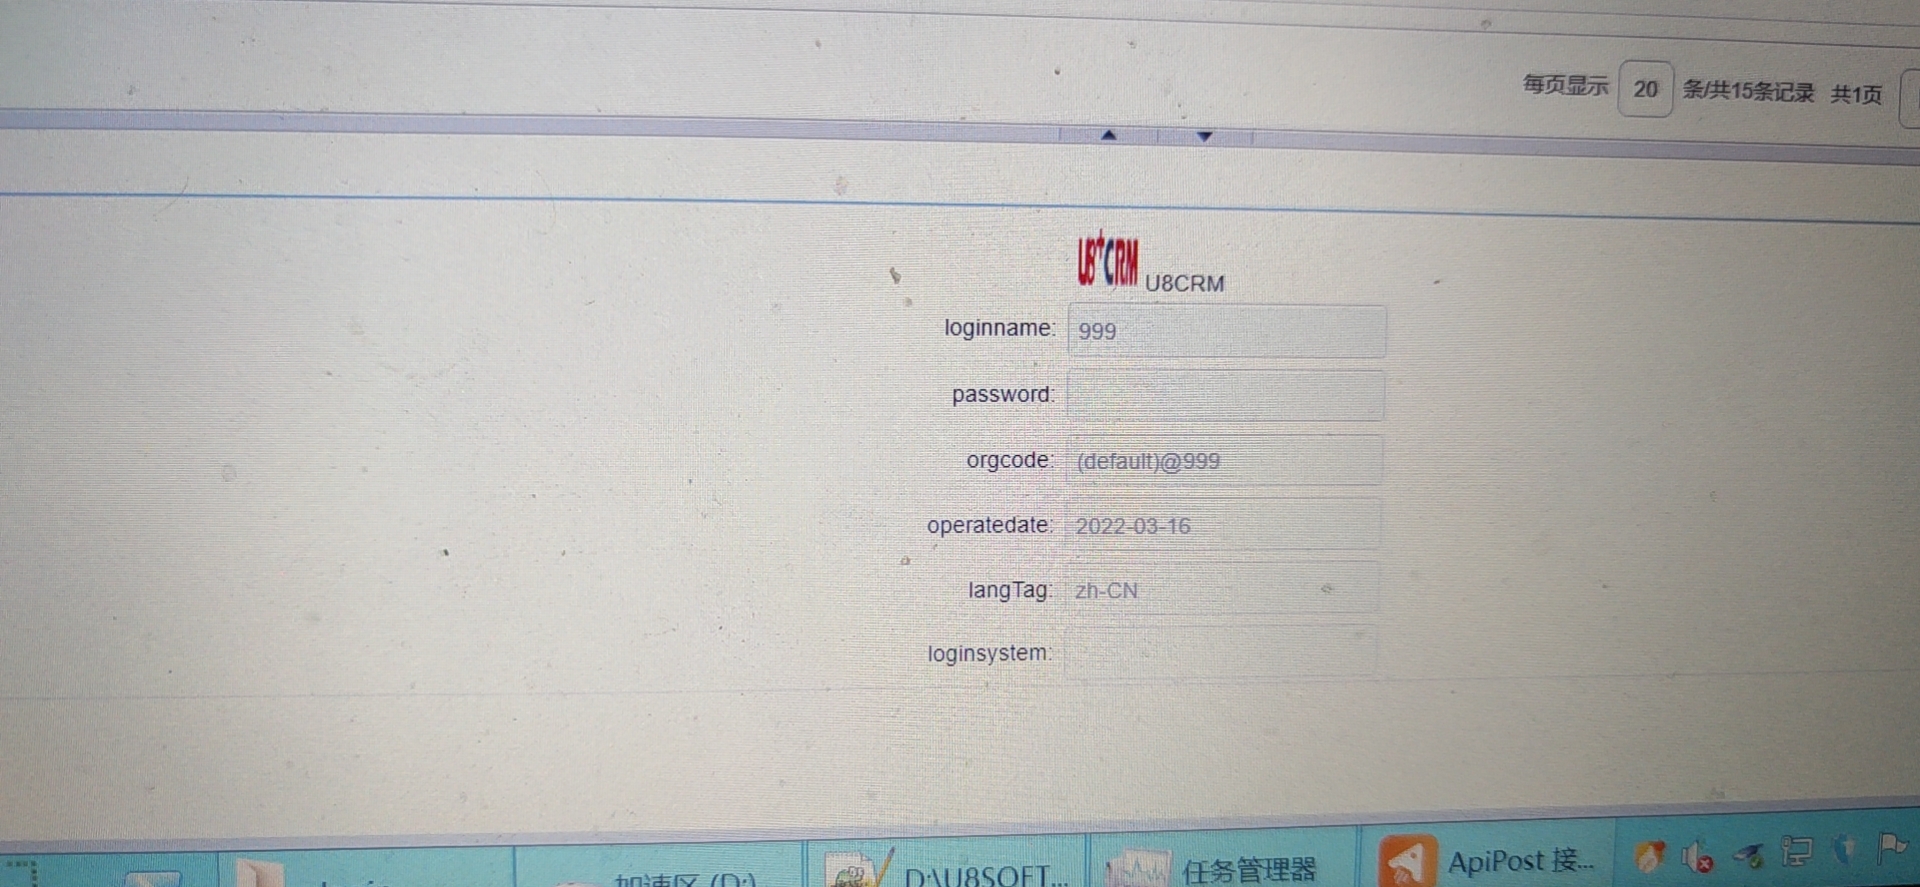 每页显示 20 条/共15条记录 共1页
U8+CRM U8CRM
loginname: 999
password:
orgcode: (default)@999
operatedate: 2022-03-16
langTag: zh-CN
loginsystem:
加速区 (D:) D:\U8SOFT... 任务管理器 ApiPost 接...